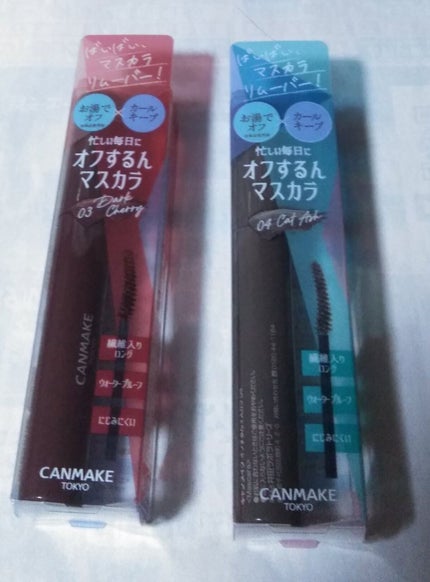 ばいばい、
マスカラ
リムーバー!
お湯で
オフ
カール
キープ
忙しい毎日に
オフするん
マスカラ
03 Dark
Cherry
CANMAKE
繊維入り
ロング
ウォータープルーフ
にじみにくい
CANMAKE
TOKYO
ばいばい、
マスカラ
リムーバー!
お湯で
オフ
カール
キープ
忙しい毎日に
オフするん
マスカラ
04 Cat Ash
繊維入り
ロング
ウォータープルーフ
にじみにくい
CANMAKE
TOKYO